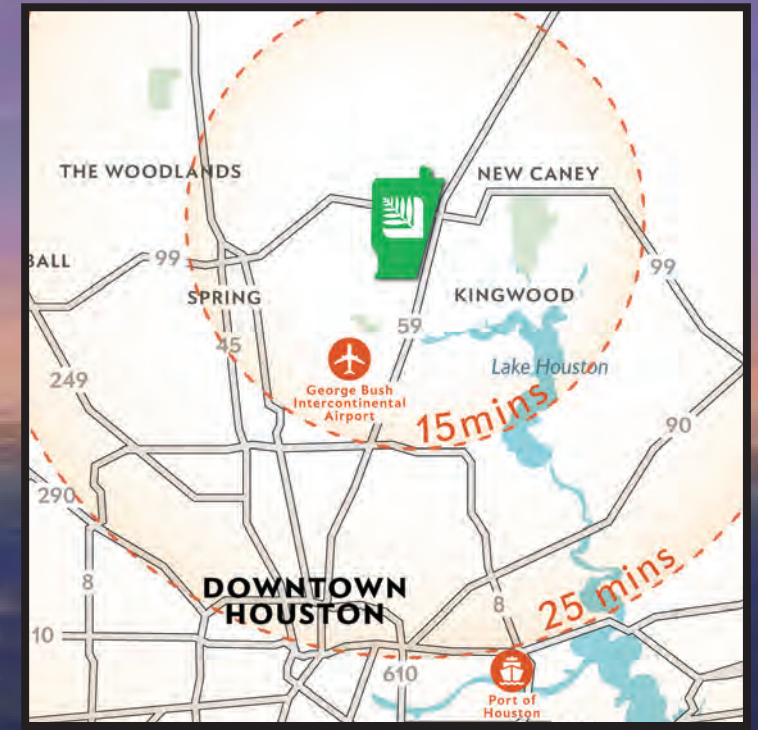 THE WOODLANDS
NEW CANEY
BALL
99
99
SPRING
KINGWOOD
59
45
Lake Houston
249
George Bush
Intercontinental
Airport
15mins
90
290
8
DOWNTOWN
HOUSTON
8
25 mins
10
610
Port of
Houston